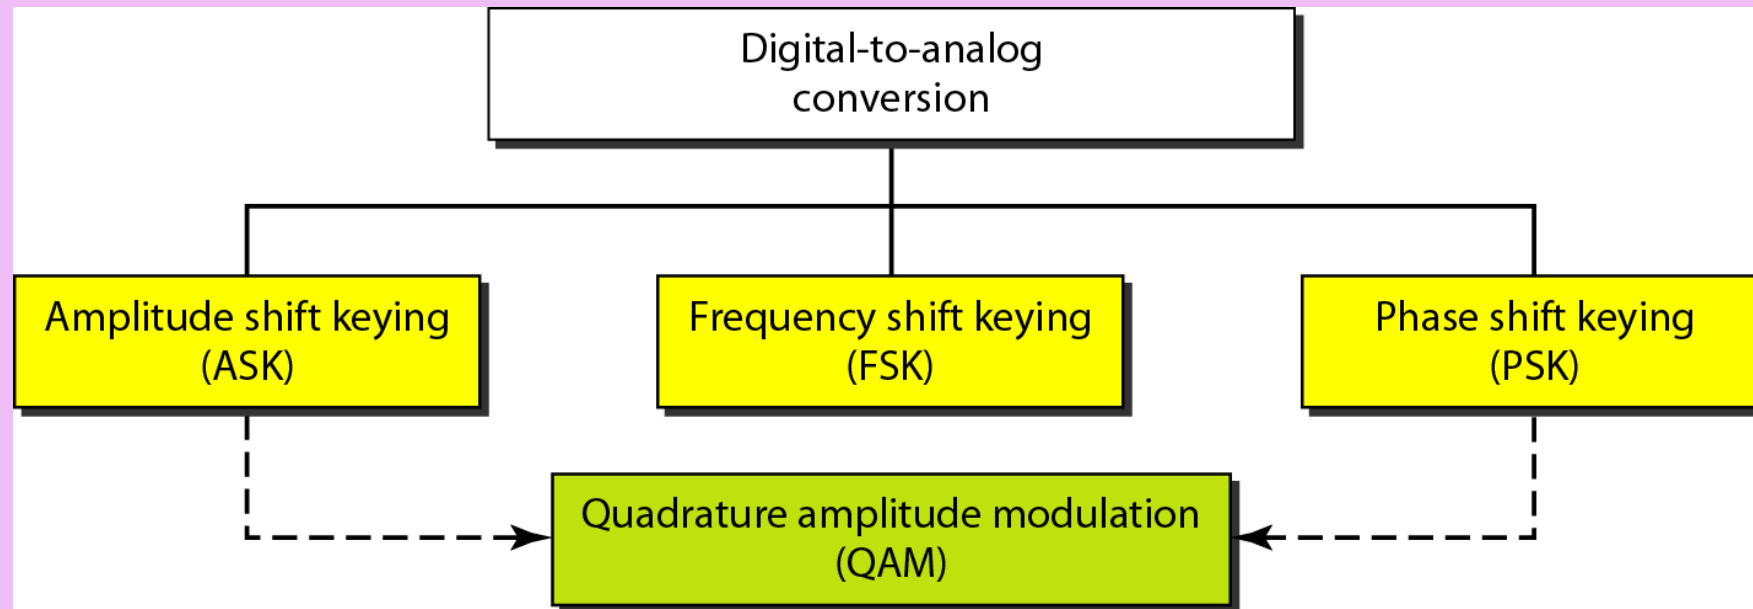 Digital-to-analog
conversion
Amplitude shift keying
(ASK)
Frequency shift keying
(FSK)
Phase shift keying
(PSK)
Quadrature amplitude modulation
(QAM)